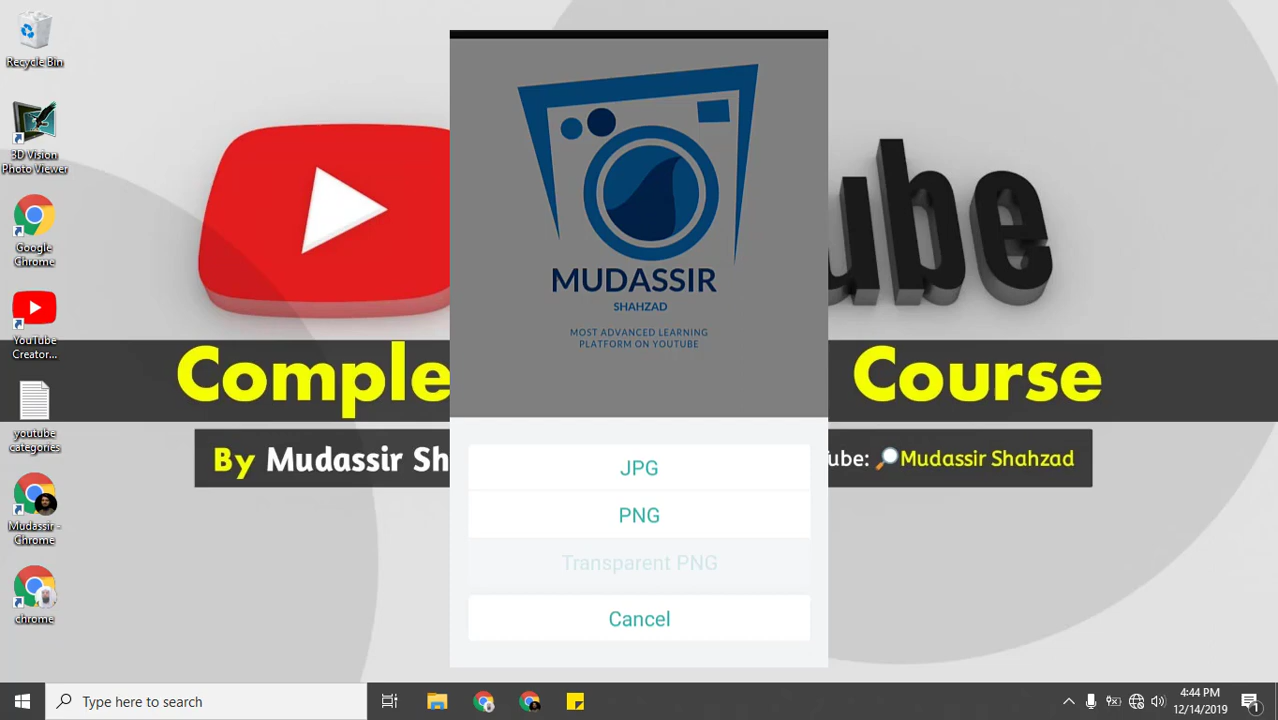 Recycle Bin
3D Vision
Photo Viewer
Google
Chrome
YouTube
Creator...
youtube
categories
Mudassir -
Chrome
chrome
ube
Comple
Course
By Mudassir Sh
ube: 🔎Mudassir Shahzad
MUDASSIR
SHAHZAD
MOST ADVANCED LEARNING
PLATFORM ON YOUTUBE
JPG
PNG
Transparent PNG
Cancel
Type here to search
4:44 PM
12/14/2019
1